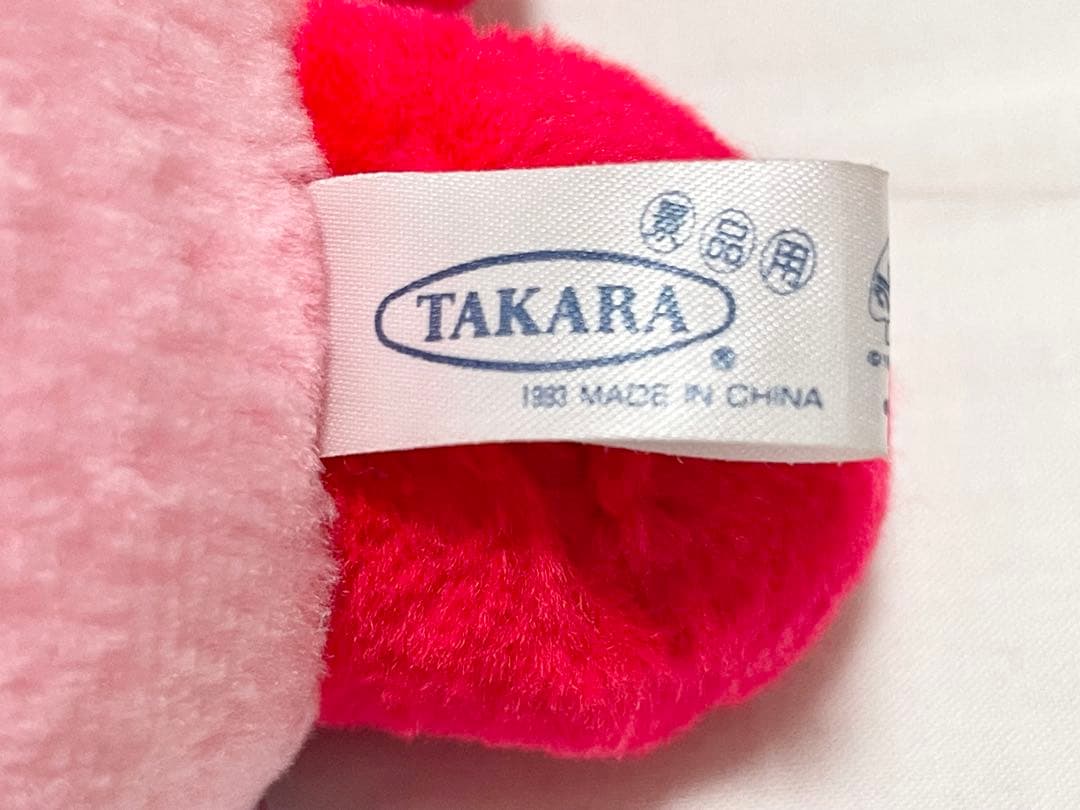 景品用
TAKARA
®
1993 MADE IN CHINA